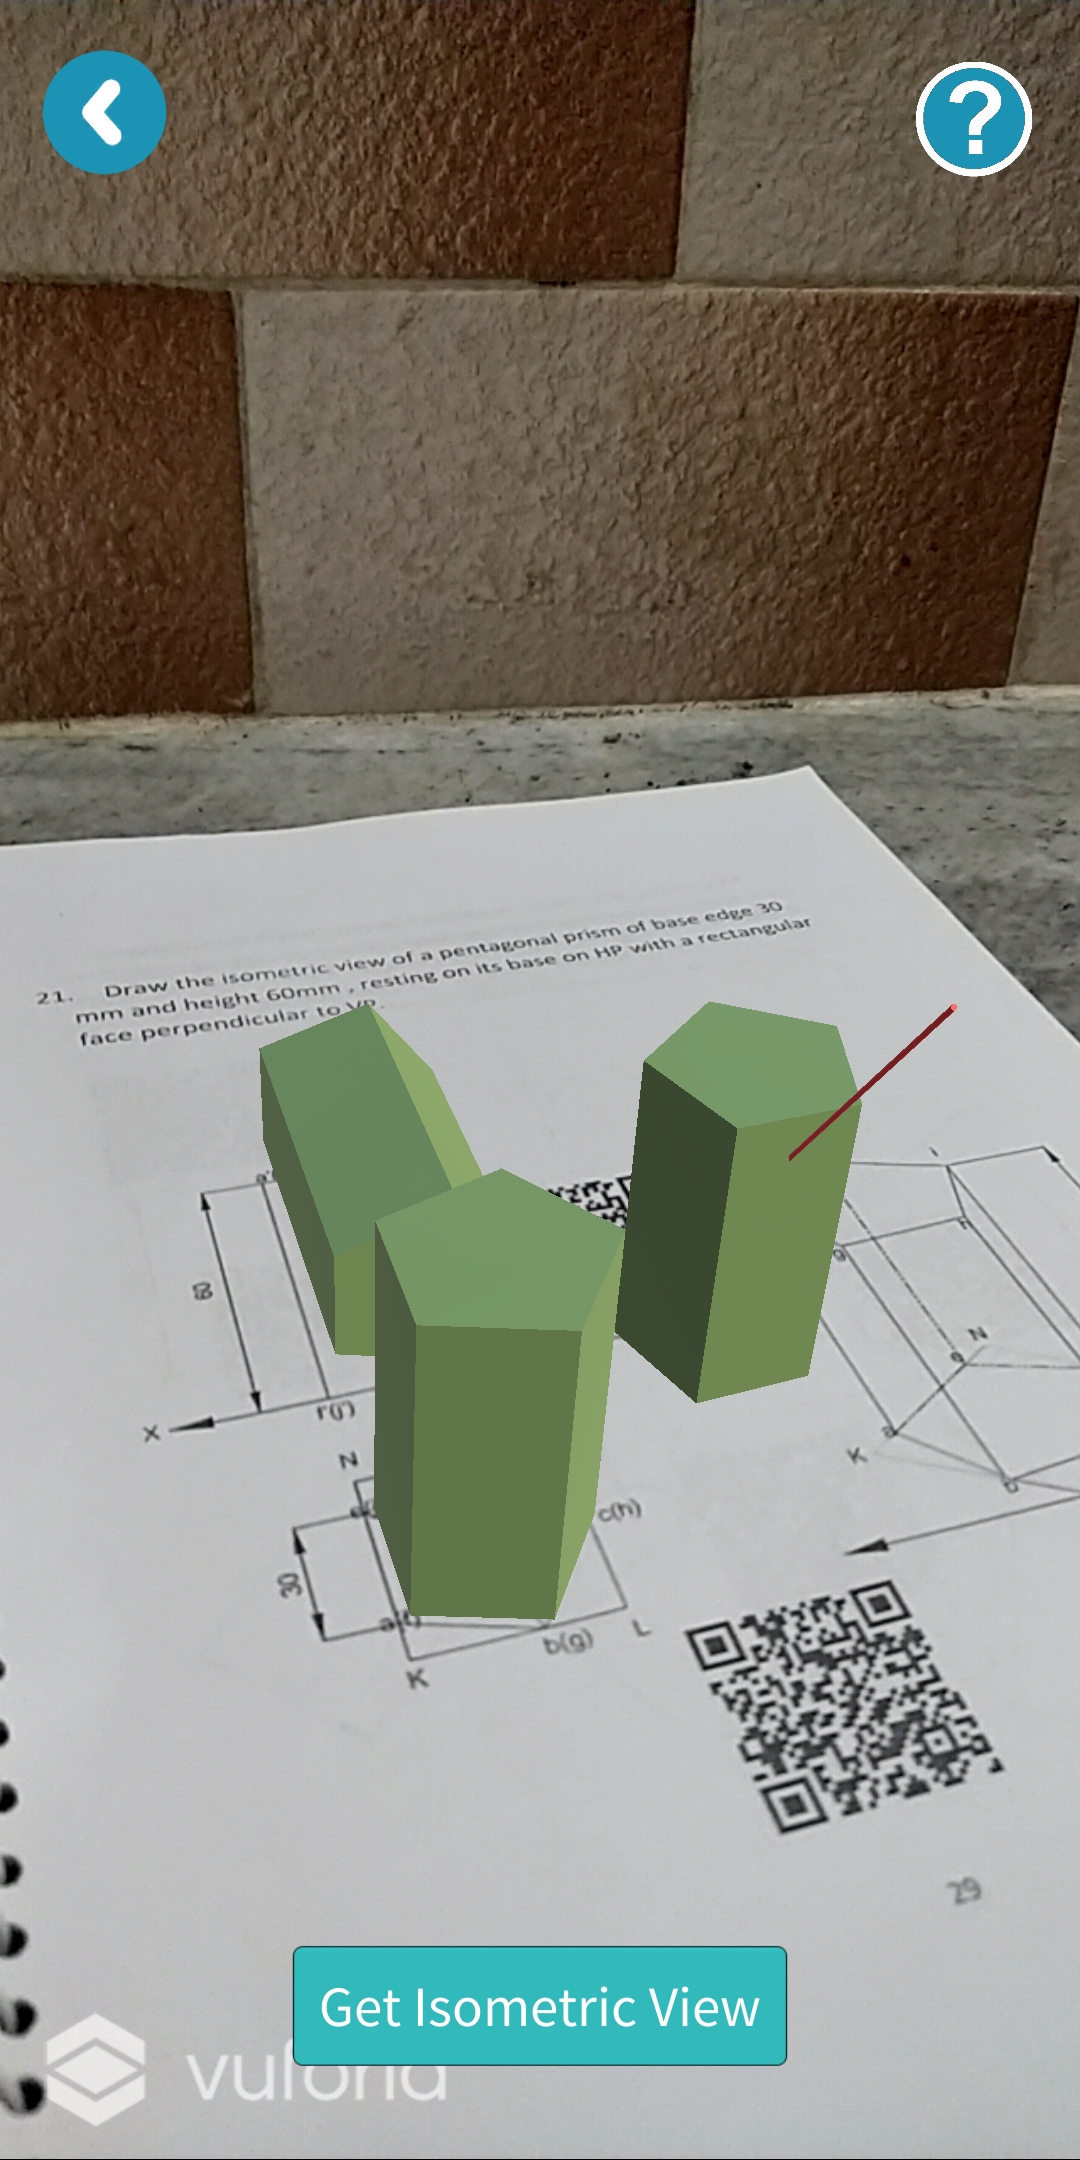 ?
21. Draw the isometric view of a pentagonal prism of base edge 30
mm and height 60mm , resting on its base on HP with a rectangular
face perpendicular to VP.
60
X
N
N
K
c(h)
30
b(g)
L
K
29
Get Isometric View
vuforia